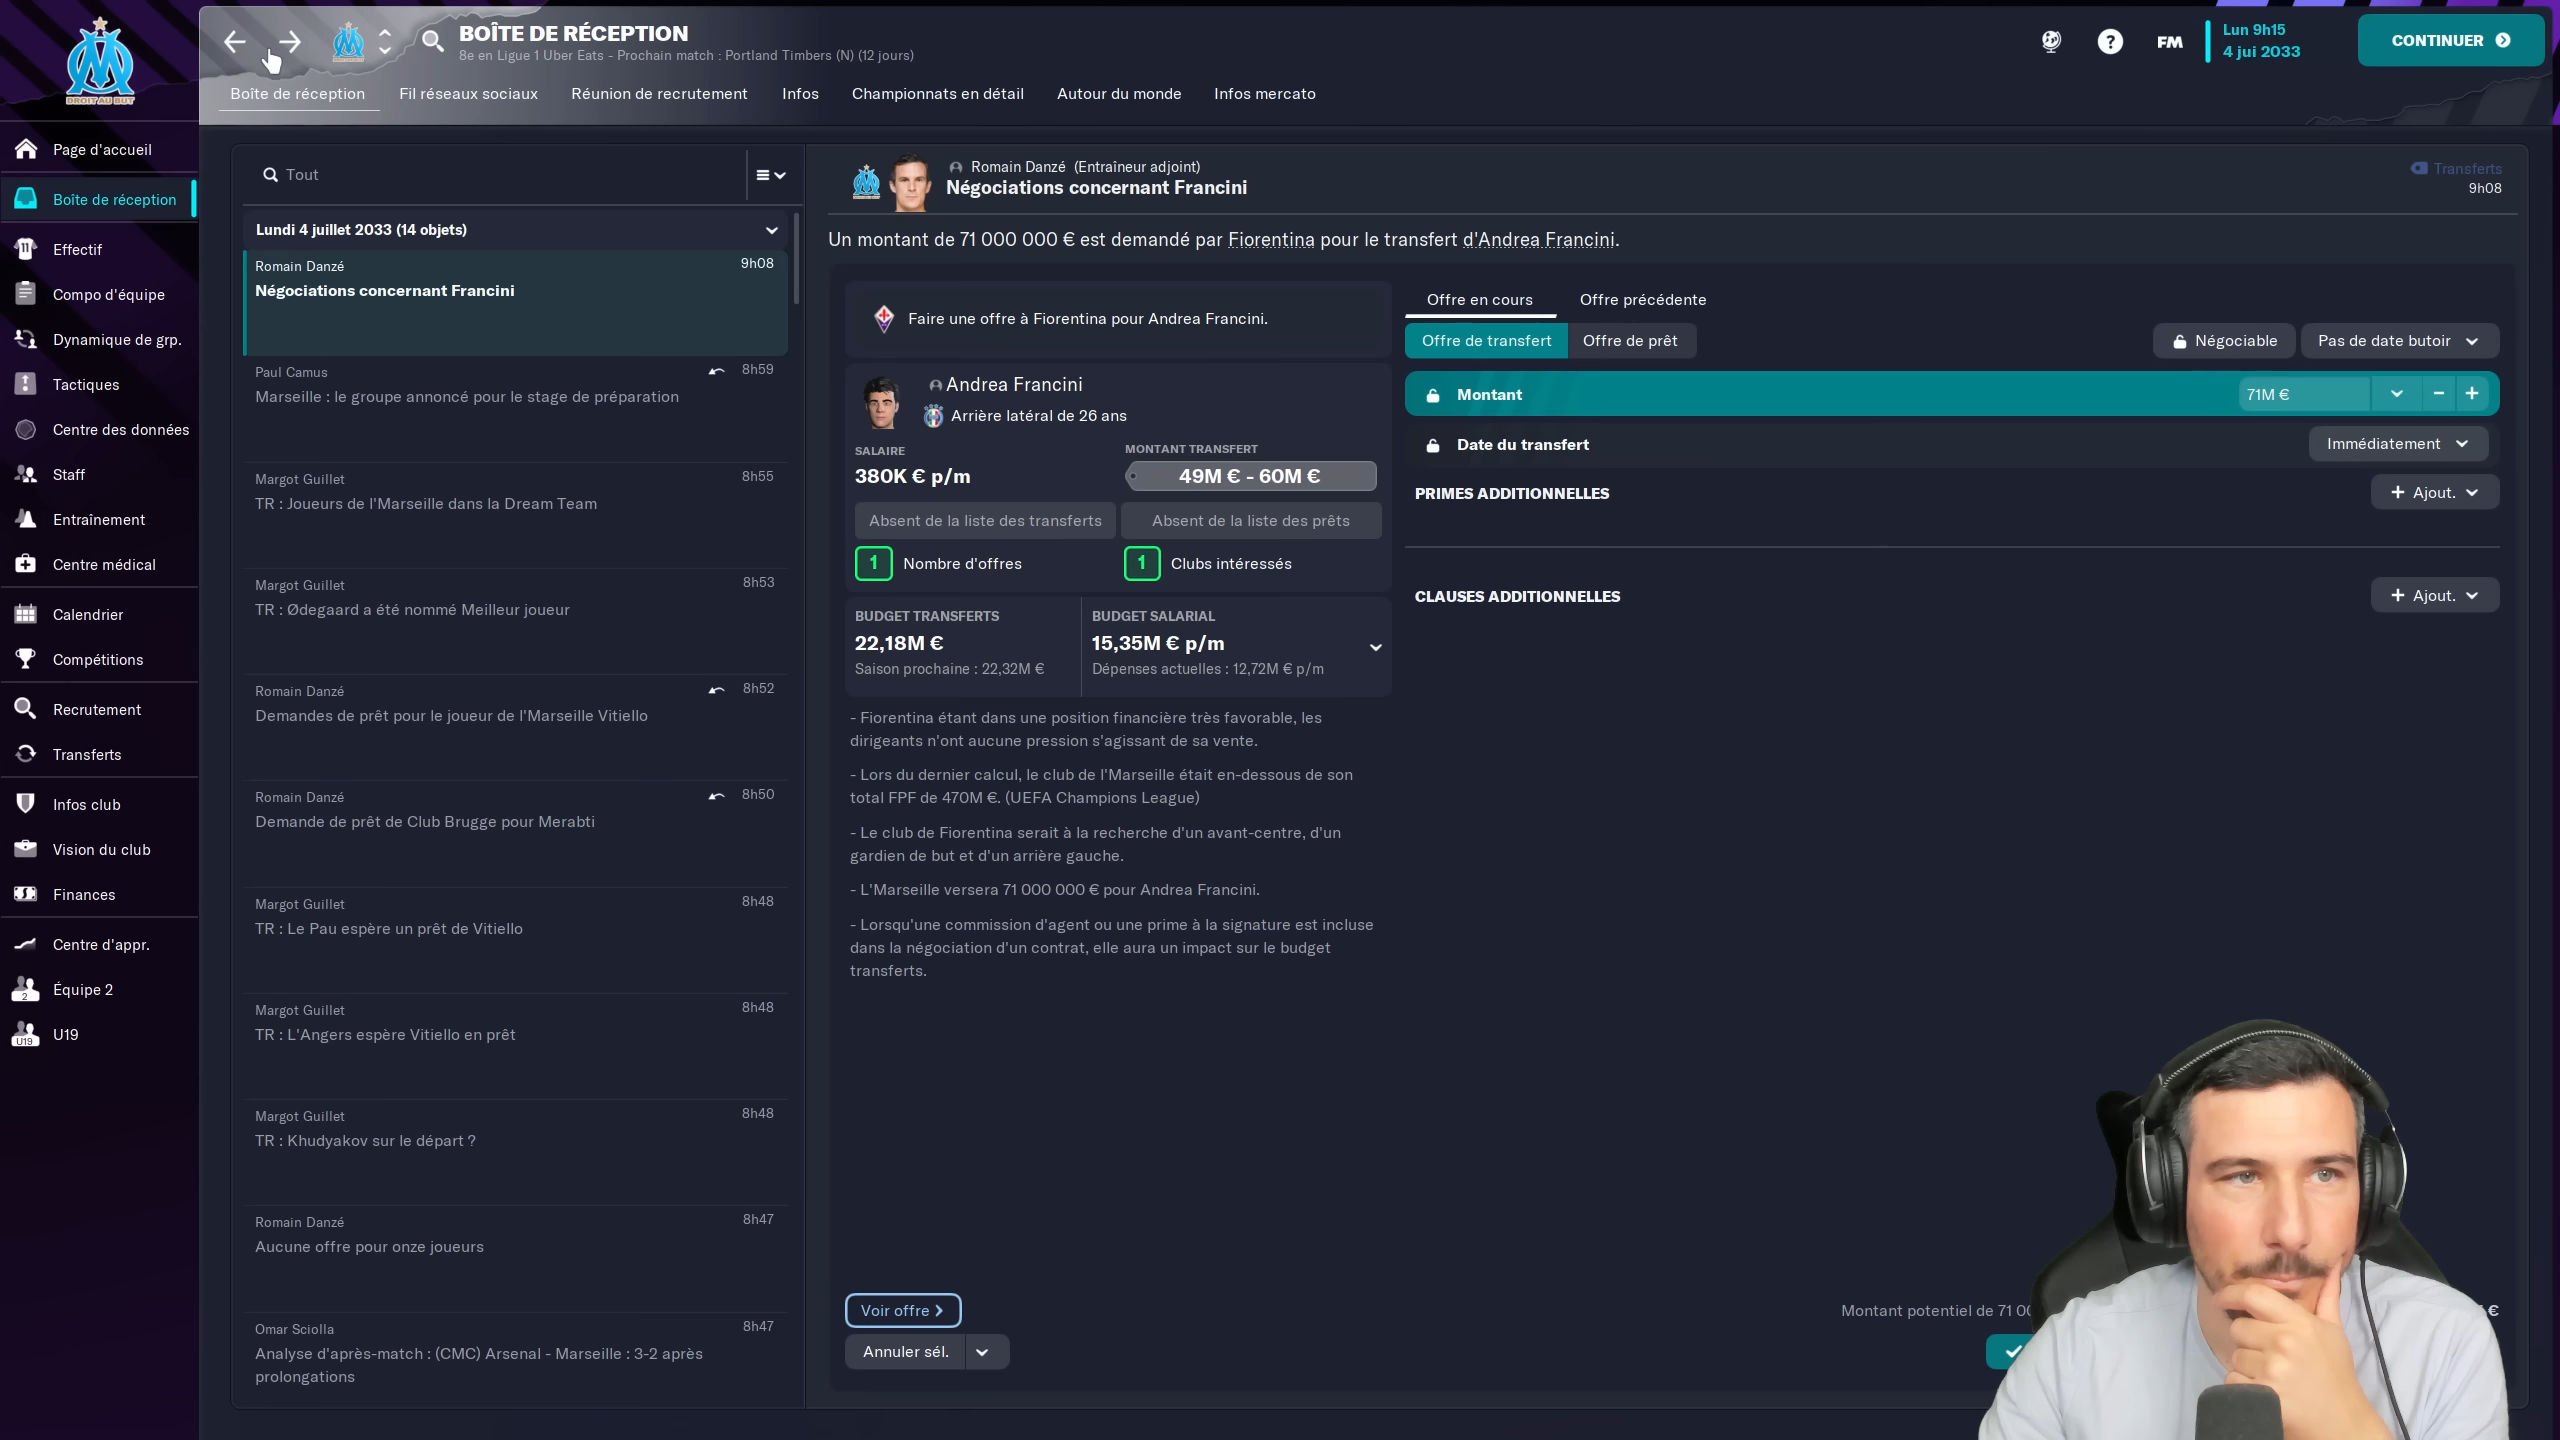 DROIT AU BUT
BOÎTE DE RÉCEPTION
8e en Ligue 1 Uber Eats - Prochain match : Portland Timbers (N) (12 jours)
FM
Lun 9h15
4 jui 2033
CONTINUER
Boîte de réception
Fil réseaux sociaux
Réunion de recrutement
Infos
Championnats en détail
Autour du monde
Infos mercato
Page d'accueil
Boîte de réception
Effectif
Compo d'équipe
Dynamique de grp.
Tactiques
Centre des données
Staff
Entraînement
Centre médical
Calendrier
Compétitions
Recrutement
Transferts
Infos club
Vision du club
Finances
Centre d'appr.
2
Équipe 2
U19
U19
Tout
Lundi 4 juillet 2033 (14 objets)
Romain Danzé
9h08
Négociations concernant Francini
Paul Camus
8h59
Marseille : le groupe annoncé pour le stage de préparation
Margot Guillet
8h55
TR : Joueurs de l'Marseille dans la Dream Team
Margot Guillet
8h53
TR : Ødegaard a été nommé Meilleur joueur
Romain Danzé
8h52
Demandes de prêt pour le joueur de l'Marseille Vitiello
Romain Danzé
8h50
Demande de prêt de Club Brugge pour Merabti
Margot Guillet
8h48
TR : Le Pau espère un prêt de Vitiello
Margot Guillet
8h48
TR : L'Angers espère Vitiello en prêt
Margot Guillet
8h48
TR : Khudyakov sur le départ ?
Romain Danzé
8h47
Aucune offre pour onze joueurs
Omar Sciolla
8h47
Analyse d'après-match : (CMC) Arsenal - Marseille : 3-2 après
prolongations
Romain Danzé (Entraîneur adjoint)
Négociations concernant Francini
Transferts
9h08
Un montant de 71 000 000 € est demandé par Fiorentina pour le transfert d'Andrea Francini.
Faire une offre à Fiorentina pour Andrea Francini.
Andrea Francini
Arrière latéral de 26 ans
SALAIRE
MONTANT TRANSFERT
380K € p/m
49M € - 60M €
Absent de la liste des transferts
Absent de la liste des prêts
1
Nombre d'offres
1
Clubs intéressés
BUDGET TRANSFERTS
BUDGET SALARIAL
22,18M €
15,35M € p/m
Saison prochaine : 22,32M €
Dépenses actuelles : 12,72M € p/m
- Fiorentina étant dans une position financière très favorable, les
dirigeants n'ont aucune pression s'agissant de sa vente.
- Lors du dernier calcul, le club de l'Marseille était en-dessous de son
total FPF de 470M €. (UEFA Champions League)
- Le club de Fiorentina serait à la recherche d'un avant-centre, d'un
gardien de but et d'un arrière gauche.
- L'Marseille versera 71 000 000 € pour Andrea Francini.
- Lorsqu'une commission d'agent ou une prime à la signature est incluse
dans la négociation d'un contrat, elle aura un impact sur le budget
transferts.
Voir offre
Annuler sél.
Offre en cours
Offre précédente
Offre de transfert
Offre de prêt
Négociable
Pas de date butoir
Montant
71M €
Date du transfert
Immédiatement
PRIMES ADDITIONNELLES
+ Ajout.
CLAUSES ADDITIONNELLES
+ Ajout.
Montant potentiel de 71
€